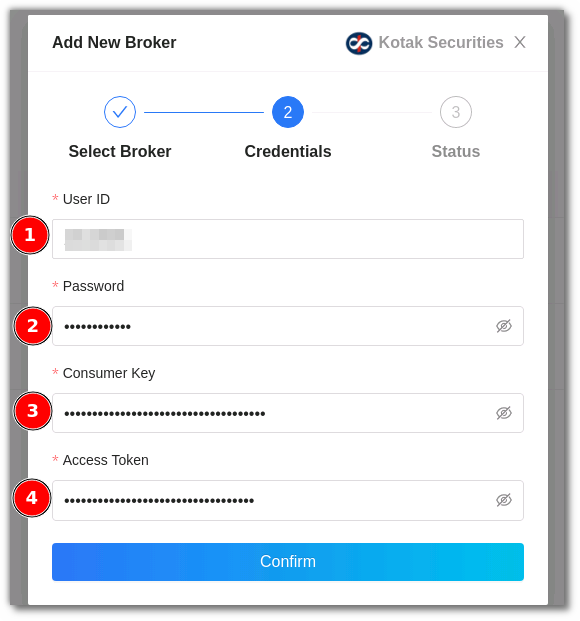 Add New Broker
Kotak Securities
2
3
Select Broker
Credentials
Status
* User ID
1
* Password
2
••••••••••••
* Consumer Key
3
••••••••••••••••••••••••••••••••••••
* Access Token
4
••••••••••••••••••••••••••••••••••
Confirm